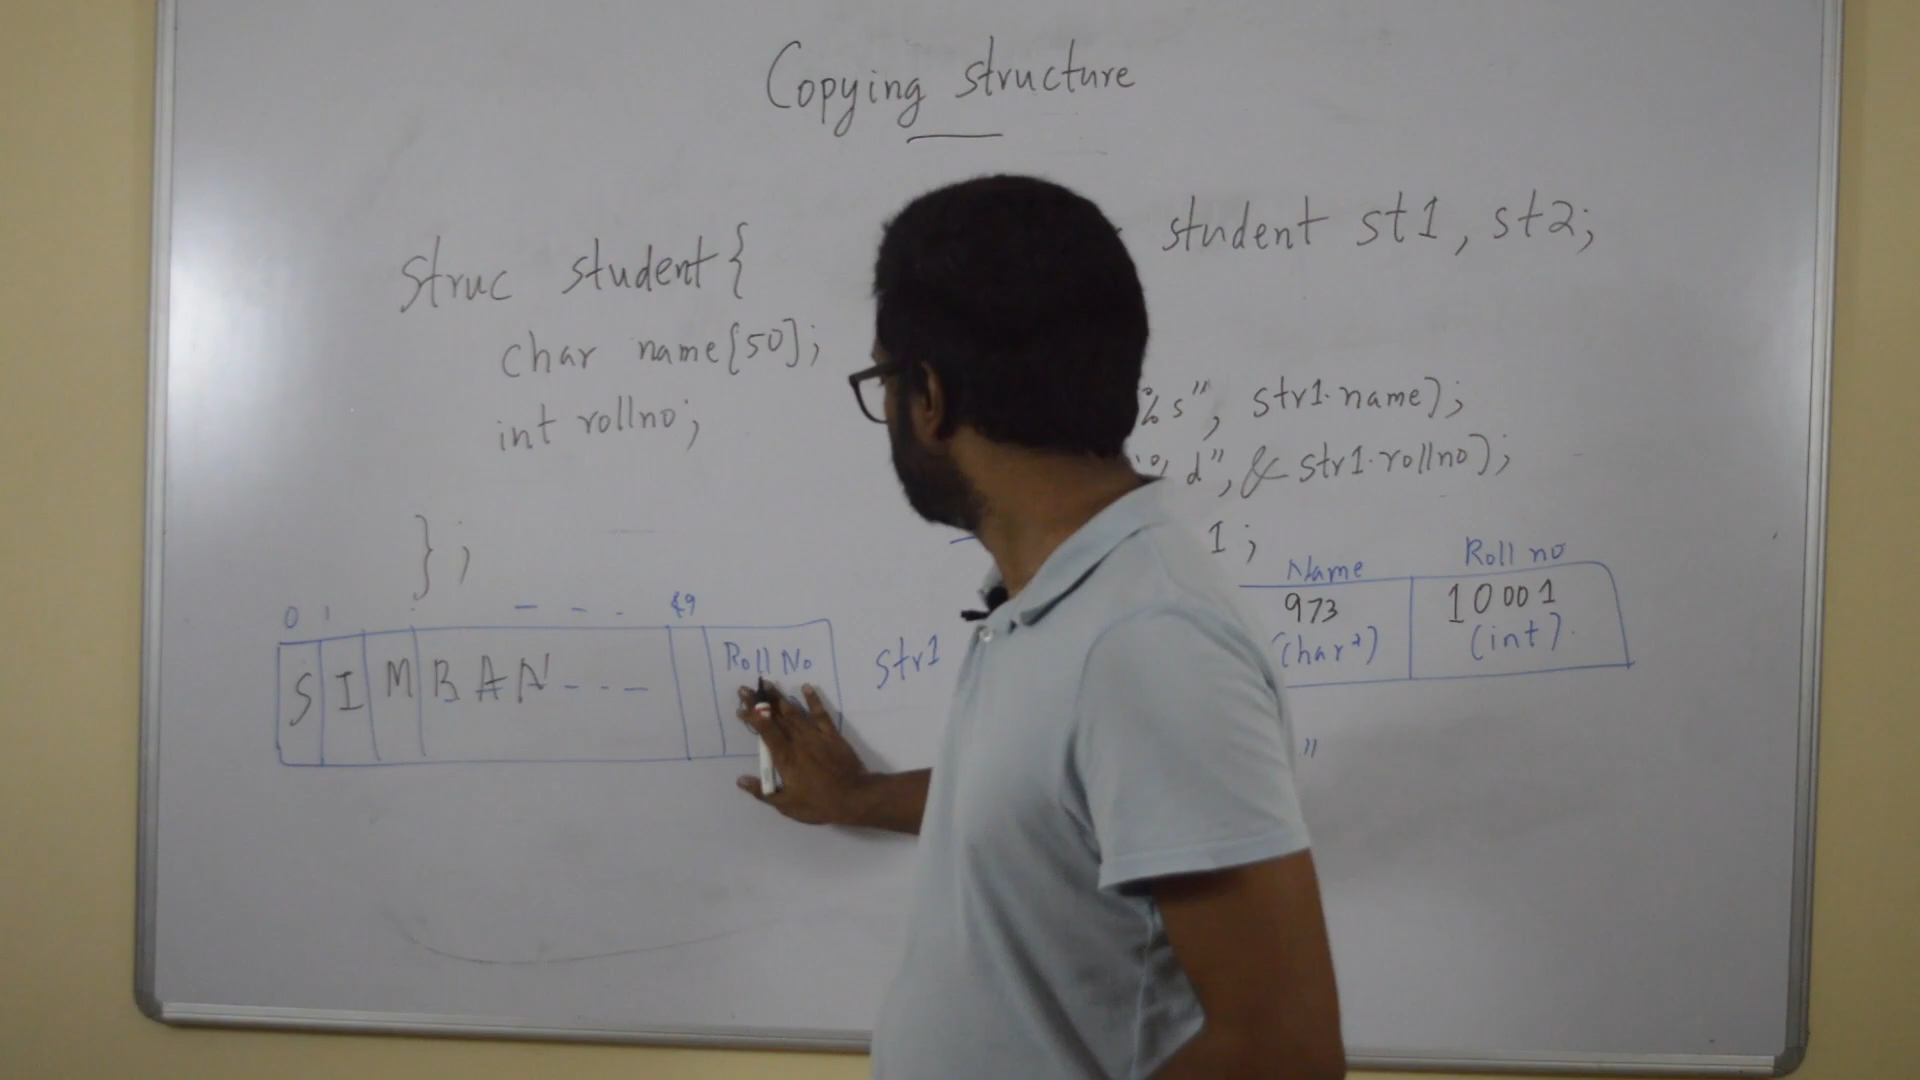 Copying structure
Struc student{
char name[50];
int rollno;
};
student st1, st2;
%s", str1.name);
%d", & str1.rollno);
1;
0 1 - - . 49
S I M B A N - - -
Roll No
str1
Name Roll no
973 10001
(char*) (int).
"